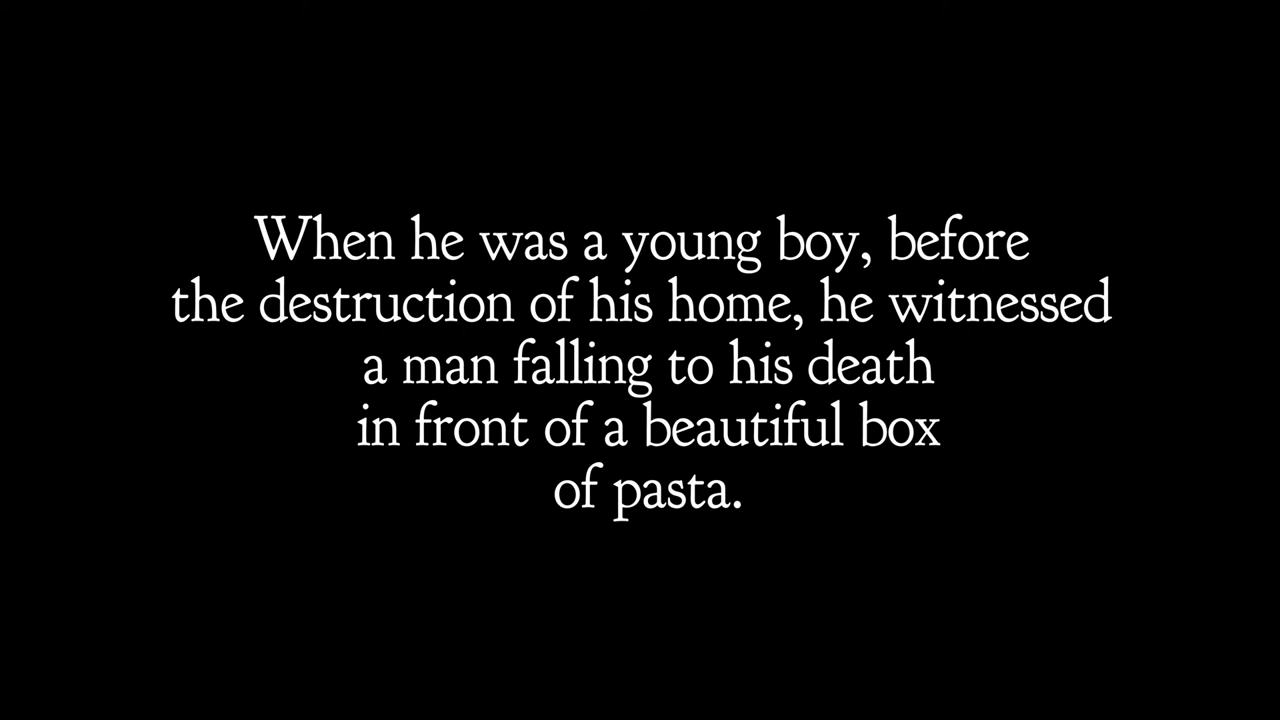 When he was a young boy, before
the destruction of his home, he witnessed
a man falling to his death
in front of a beautiful box
of pasta.